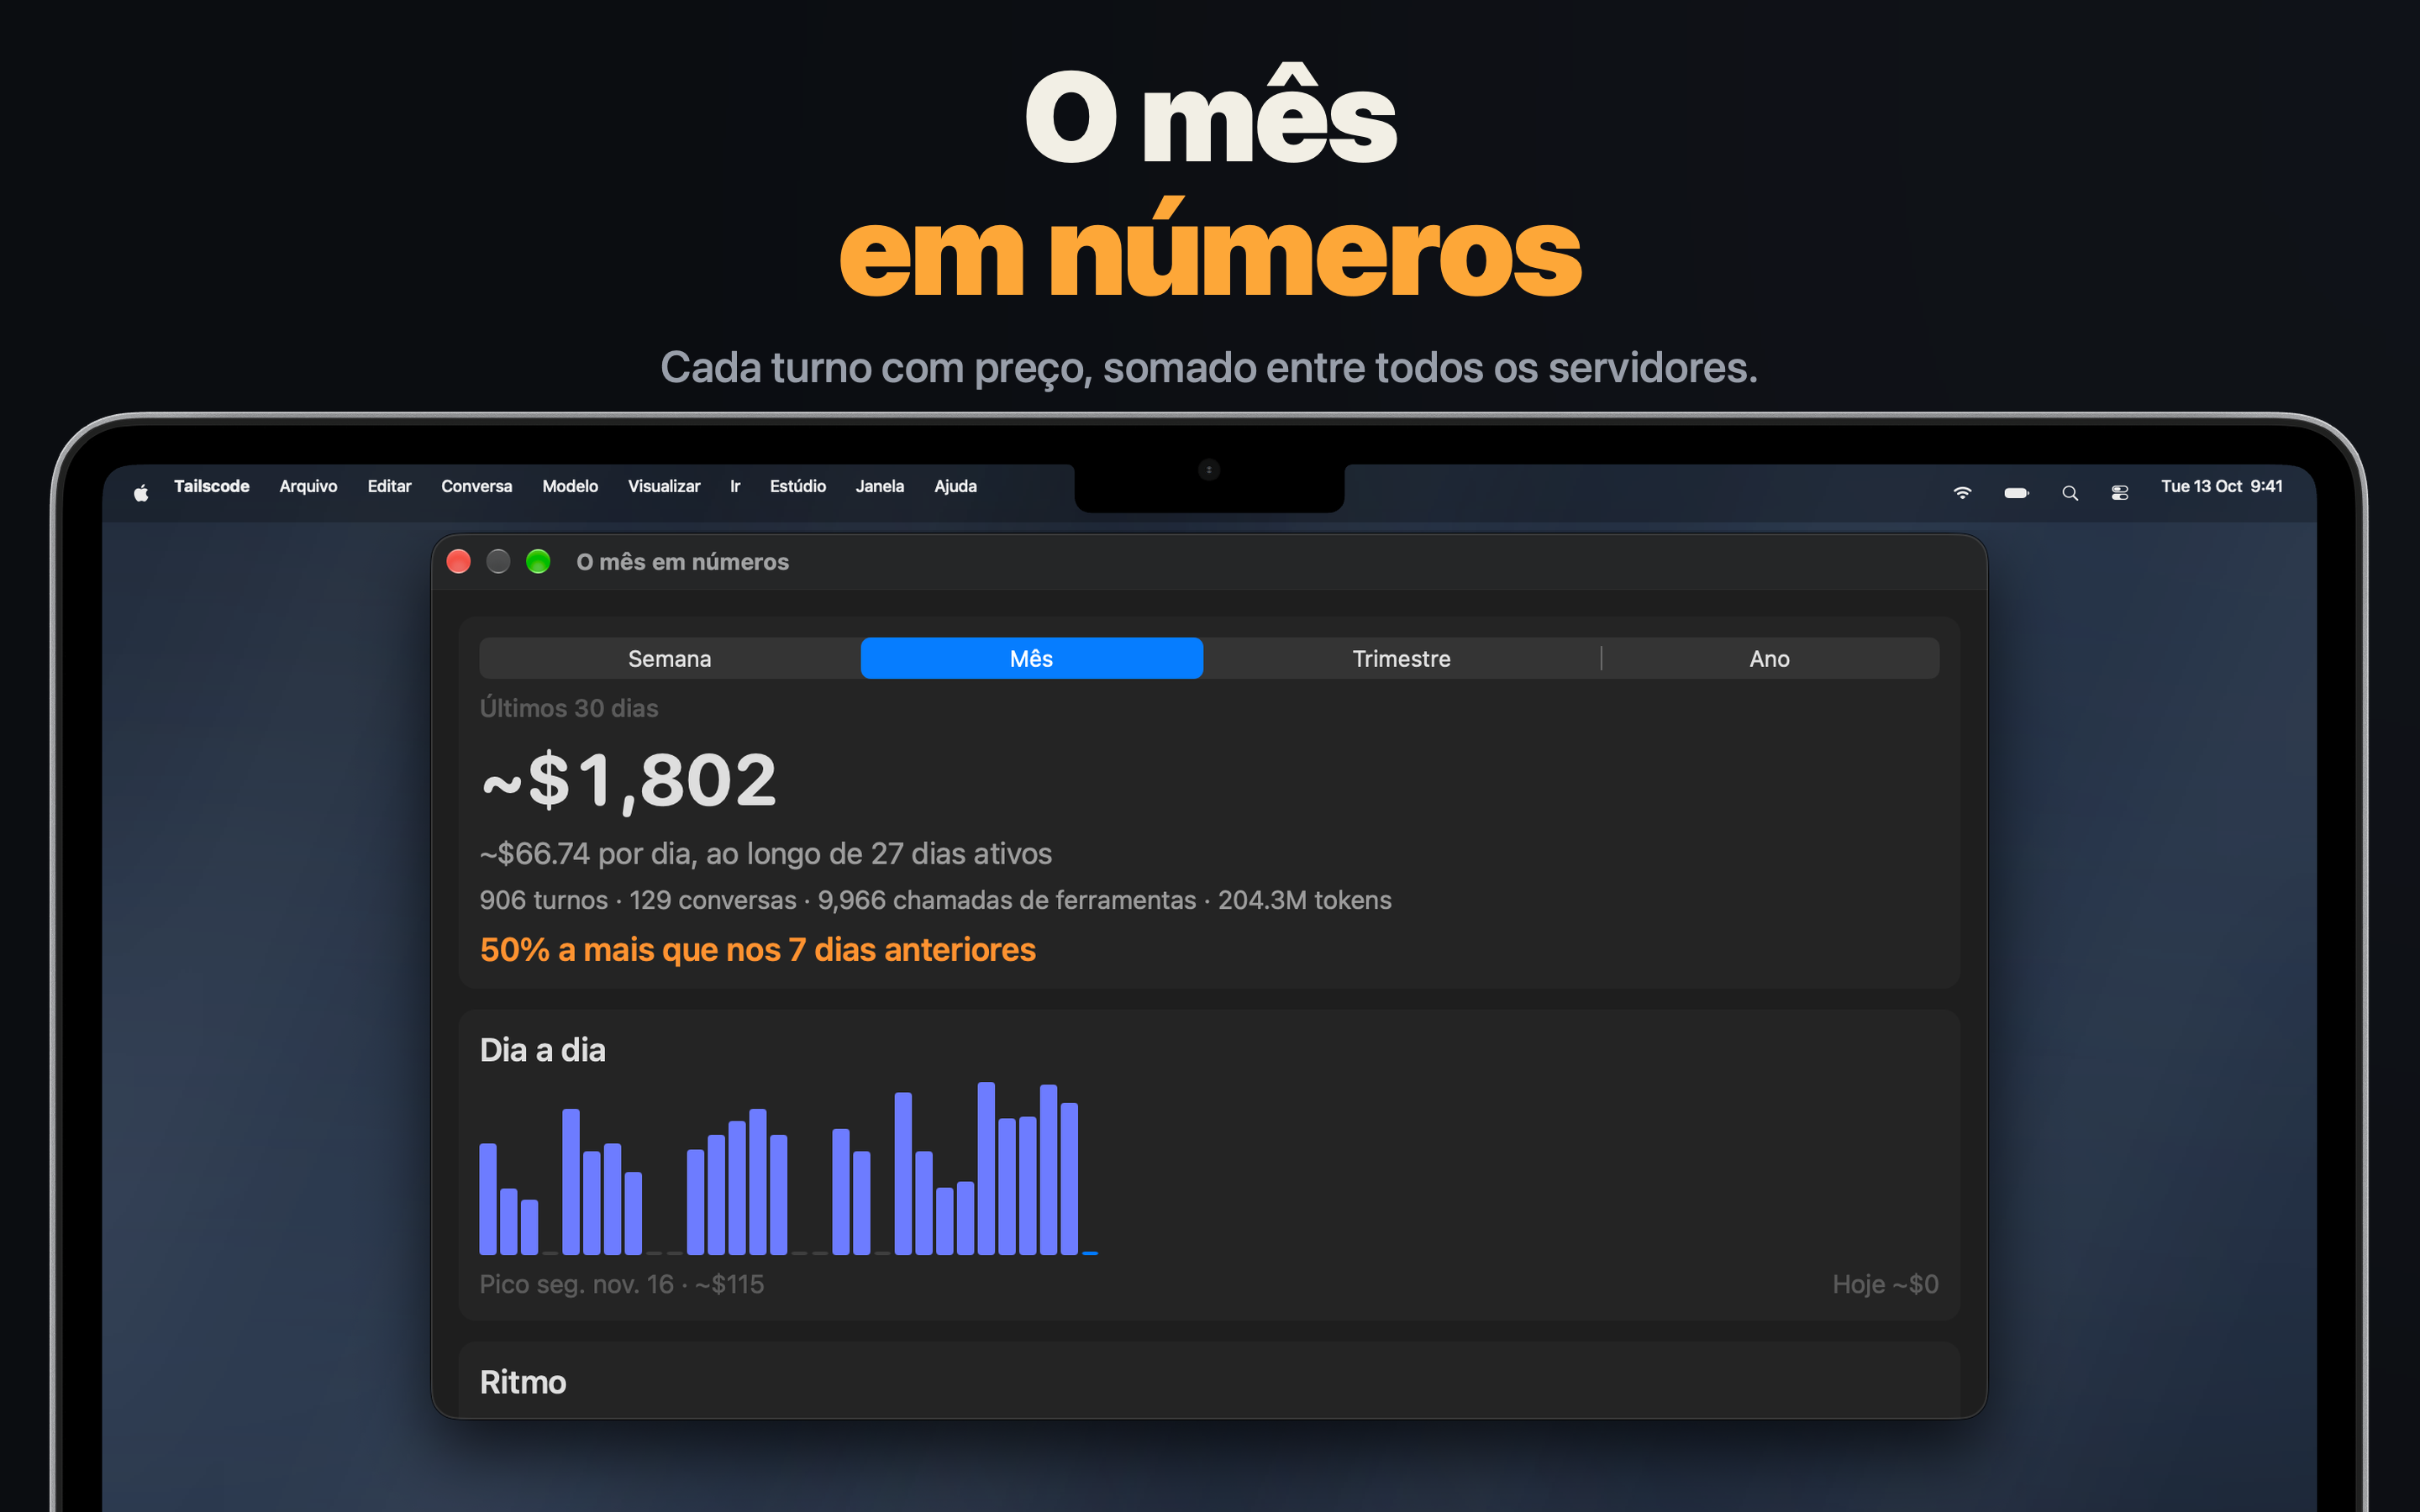 O mês
em números
Cada turno com preço, somado entre todos os servidores.
Tailscode Arquivo Editar Conversa Modelo Visualizar Ir Estúdio Janela Ajuda Tue 13 Oct 9:41
O mês em números
Semana Mês Trimestre Ano
Últimos 30 dias
~$1,802
~$66.74 por dia, ao longo de 27 dias ativos
906 turnos · 129 conversas · 9,966 chamadas de ferramentas · 204.3M tokens
50% a mais que nos 7 dias anteriores
Dia a dia
Pico seg. nov. 16 · ~$115 Hoje ~$0
Ritmo